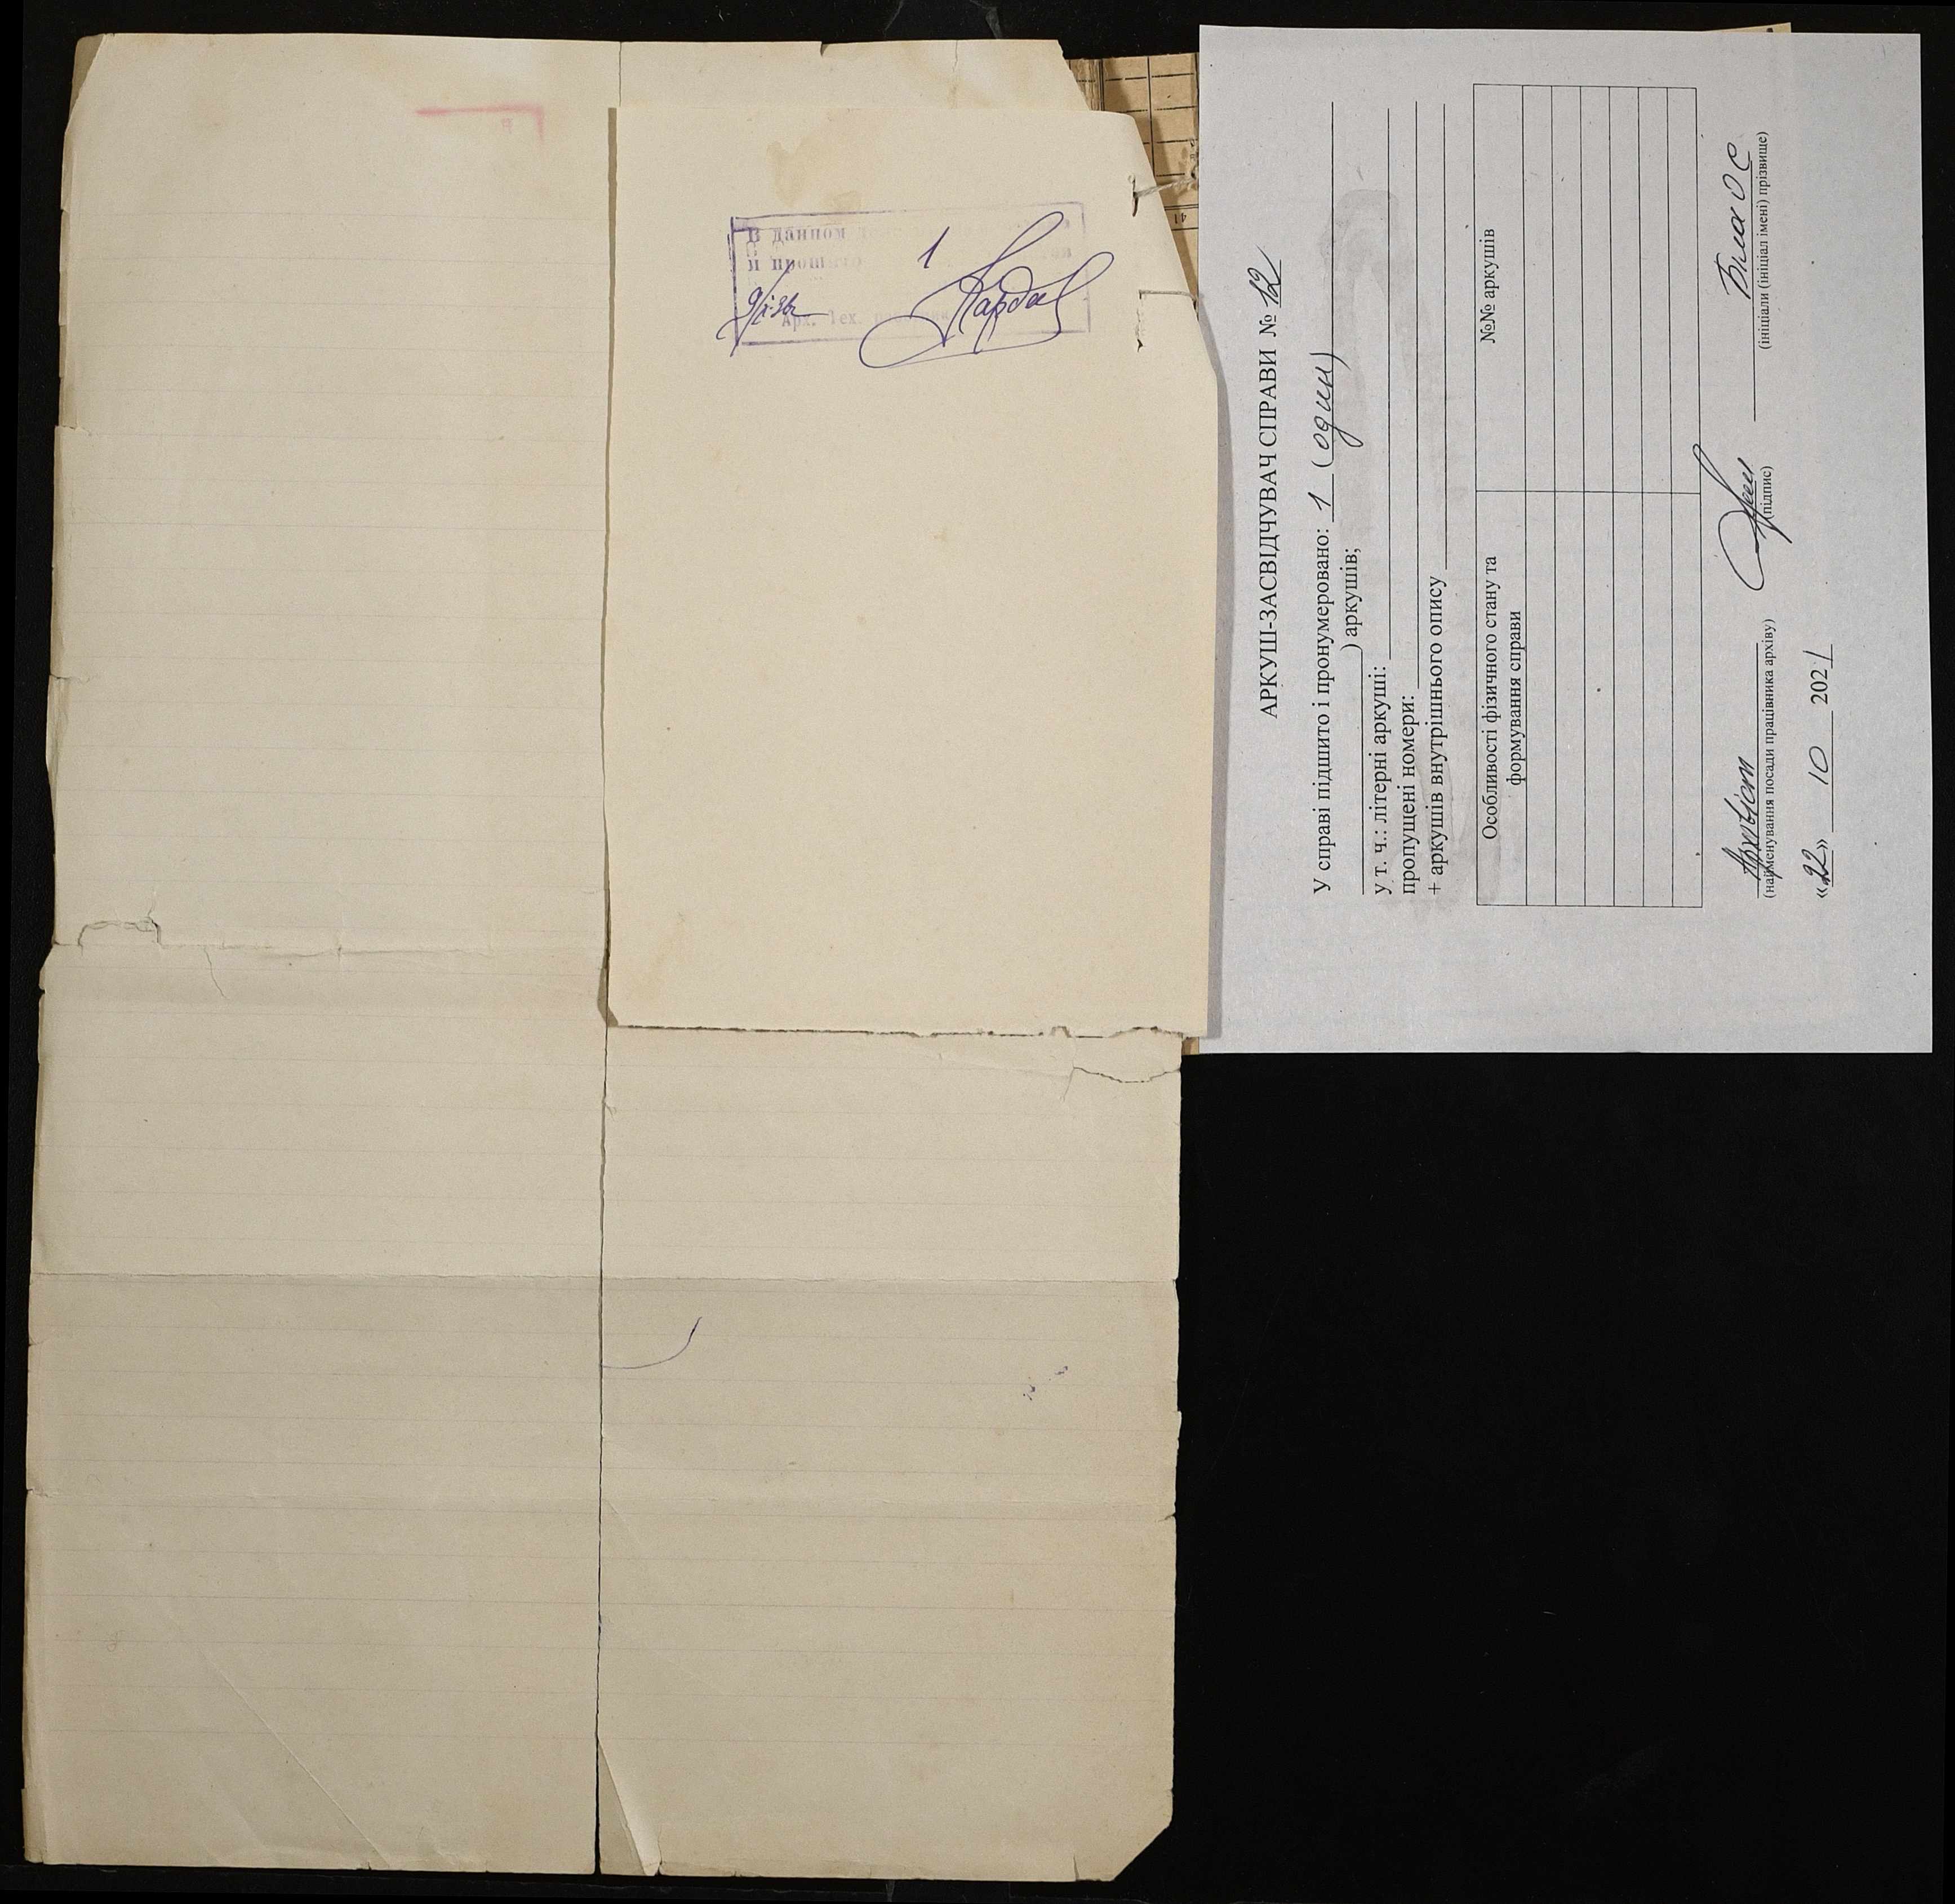 В данном
и прошито
1
Арх. Тех.
АРКУШ-ЗАСВІДЧУВАЧ СПРАВИ № 12
У справі підшито і пронумеровано: 1 (один)
) аркушів;
у т. ч.: літерні аркуші:
пропущені номери:
+ аркушів внутрішнього опису
Особливості фізичного стану та
формування справи
№№ аркушів
Архівіст
(найменування посади працівника архіву)
(підпис)
(ініціали (ініціал імені) прізвище)
«22» 10 2021
41